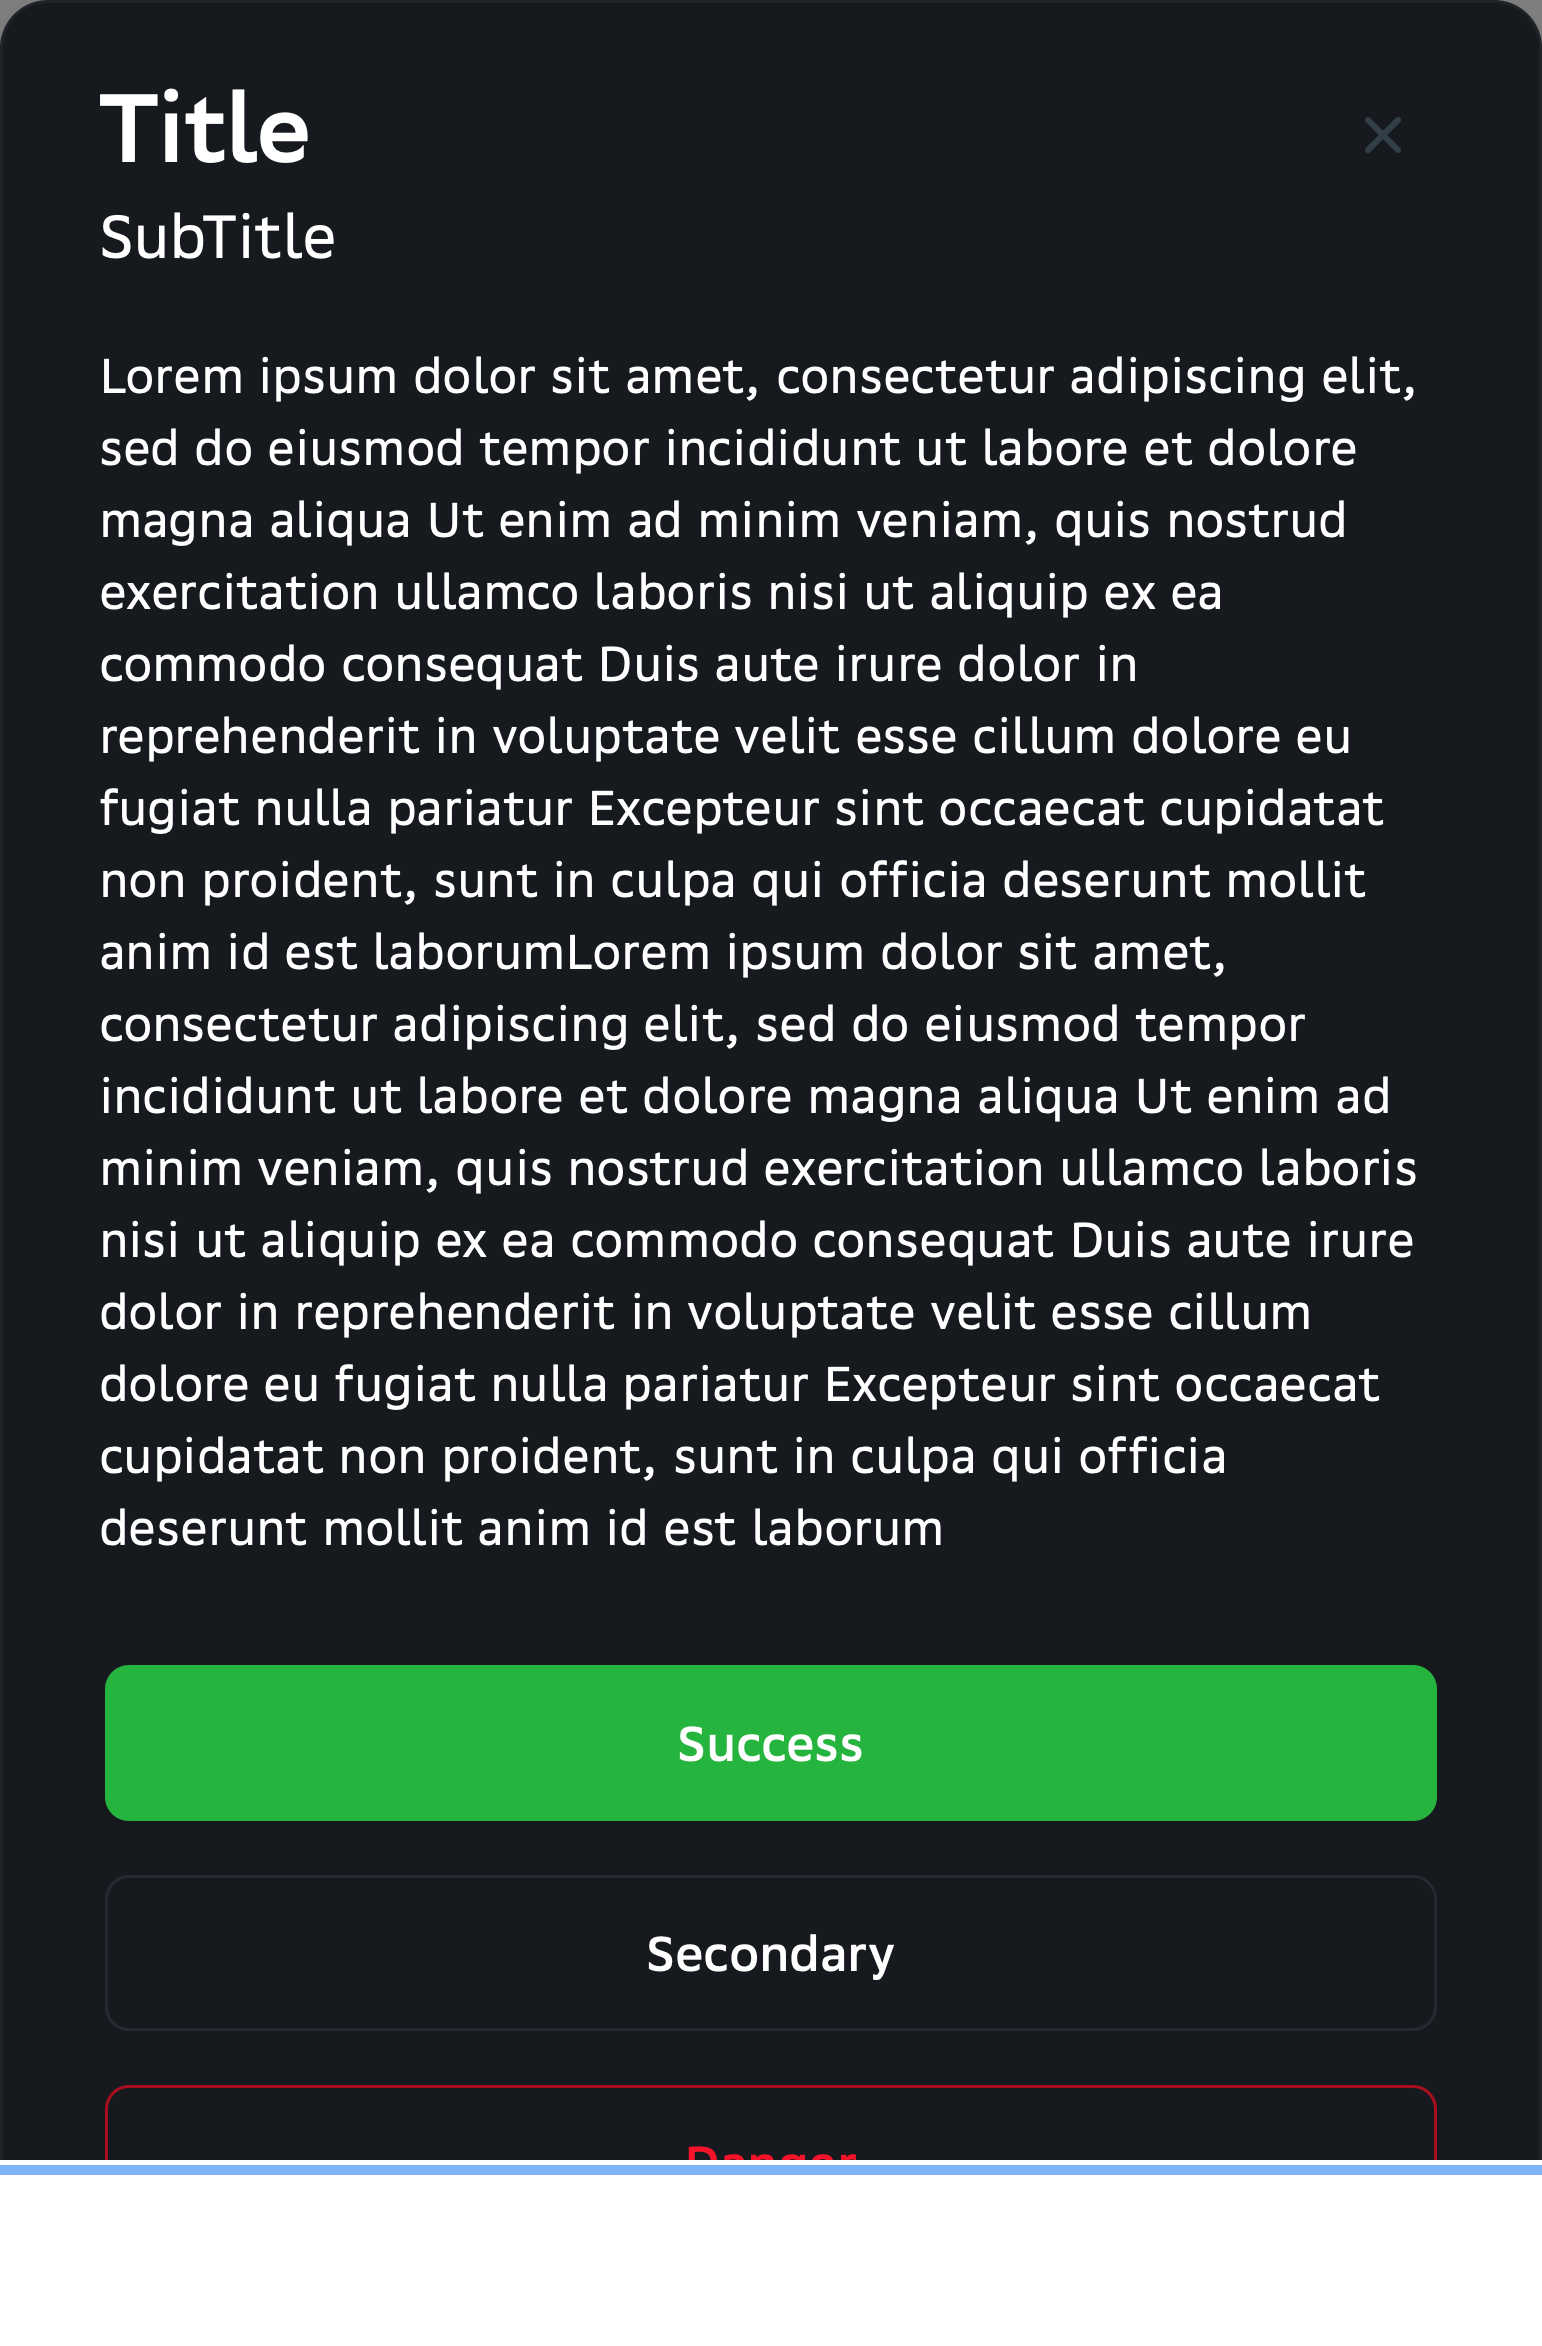 Title
SubTitle
Lorem ipsum dolor sit amet, consectetur adipiscing elit,
sed do eiusmod tempor incididunt ut labore et dolore
magna aliqua Ut enim ad minim veniam, quis nostrud
exercitation ullamco laboris nisi ut aliquip ex ea
commodo consequat Duis aute irure dolor in
reprehenderit in voluptate velit esse cillum dolore eu
fugiat nulla pariatur Excepteur sint occaecat cupidatat
non proident, sunt in culpa qui officia deserunt mollit
anim id est laborumLorem ipsum dolor sit amet,
consectetur adipiscing elit, sed do eiusmod tempor
incididunt ut labore et dolore magna aliqua Ut enim ad
minim veniam, quis nostrud exercitation ullamco laboris
nisi ut aliquip ex ea commodo consequat Duis aute irure
dolor in reprehenderit in voluptate velit esse cillum
dolore eu fugiat nulla pariatur Excepteur sint occaecat
cupidatat non proident, sunt in culpa qui officia
deserunt mollit anim id est laborum
Success
Secondary
Danger